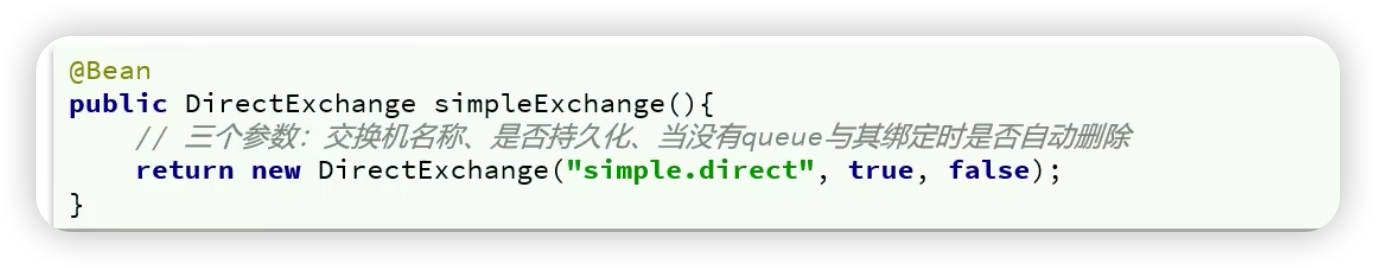 @Bean
public DirectExchange simpleExchange(){
    // 三个参数：交换机名称、是否持久化、当没有queue与其绑定时是否自动删除
    return new DirectExchange("simple.direct", true, false);
}